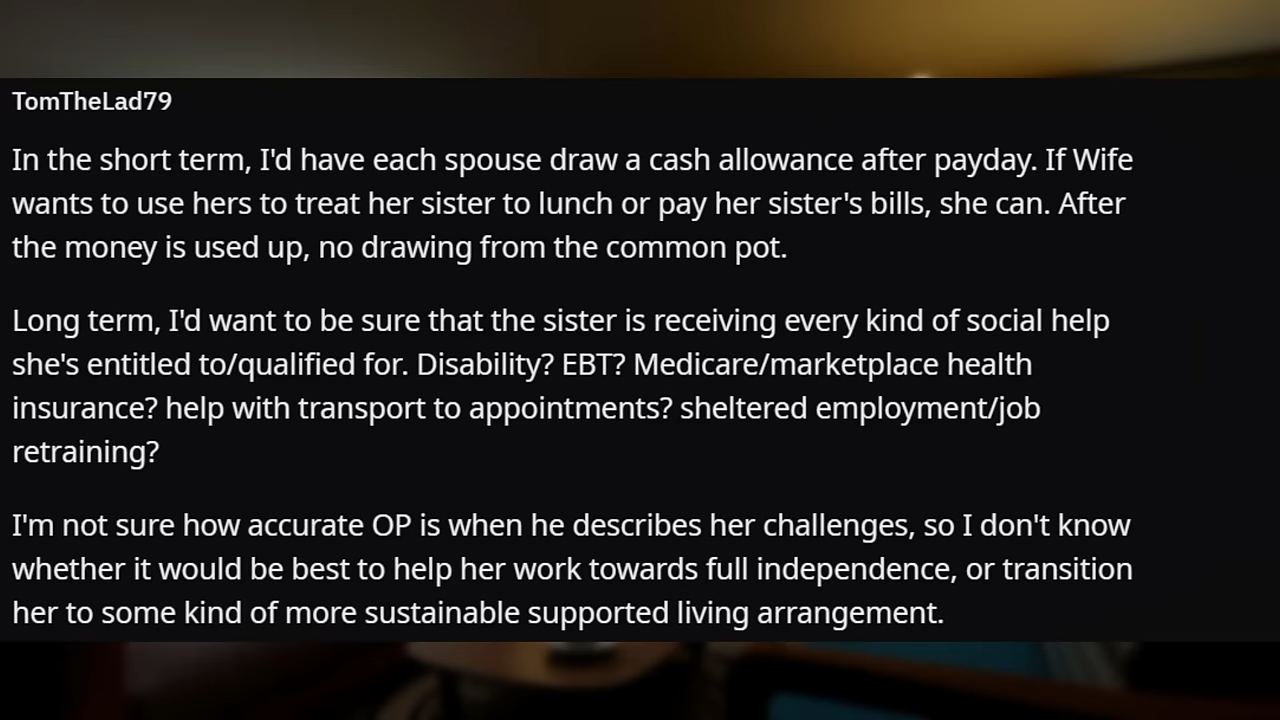 TomTheLad79
In the short term, I'd have each spouse draw a cash allowance after payday. If Wife
wants to use hers to treat her sister to lunch or pay her sister's bills, she can. After
the money is used up, no drawing from the common pot.
Long term, I'd want to be sure that the sister is receiving every kind of social help
she's entitled to/qualified for. Disability? EBT? Medicare/marketplace health
insurance? help with transport to appointments? sheltered employment/job
retraining?
I'm not sure how accurate OP is when he describes her challenges, so I don't know
whether it would be best to help her work towards full independence, or transition
her to some kind of more sustainable supported living arrangement.